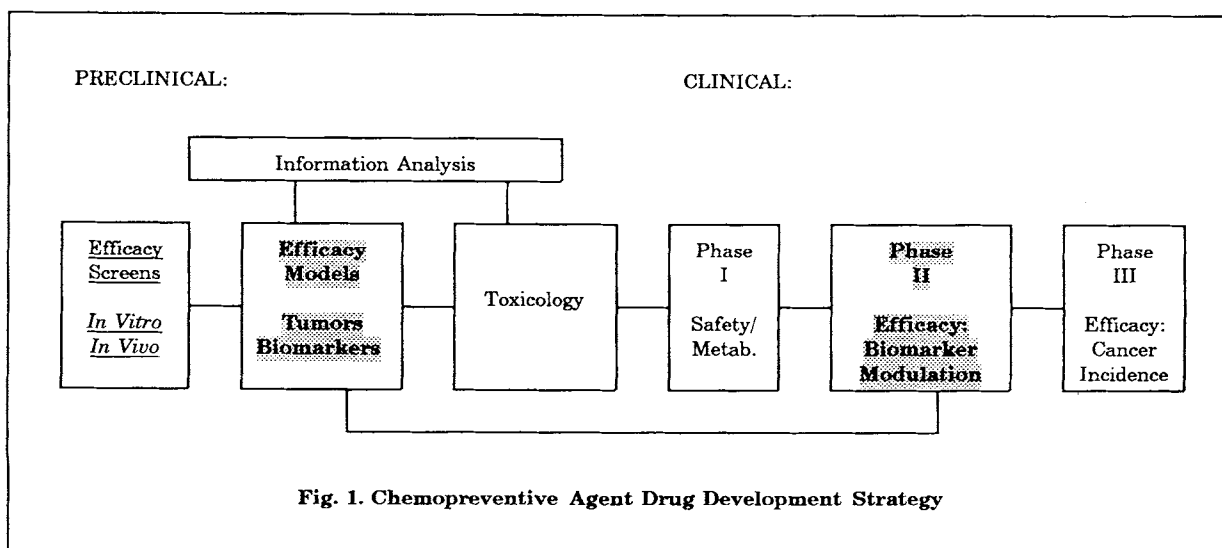 PRECLINICAL:
CLINICAL:
Information Analysis
Efficacy
Screens
In Vitro
In Vivo
Efficacy
Models
Tumors
Biomarkers
Toxicology
Phase
I
Safety/
Metab.
Phase
II
Efficacy:
Biomarker
Modulation
Phase
III
Efficacy:
Cancer
Incidence
Fig. 1. Chemopreventive Agent Drug Development Strategy